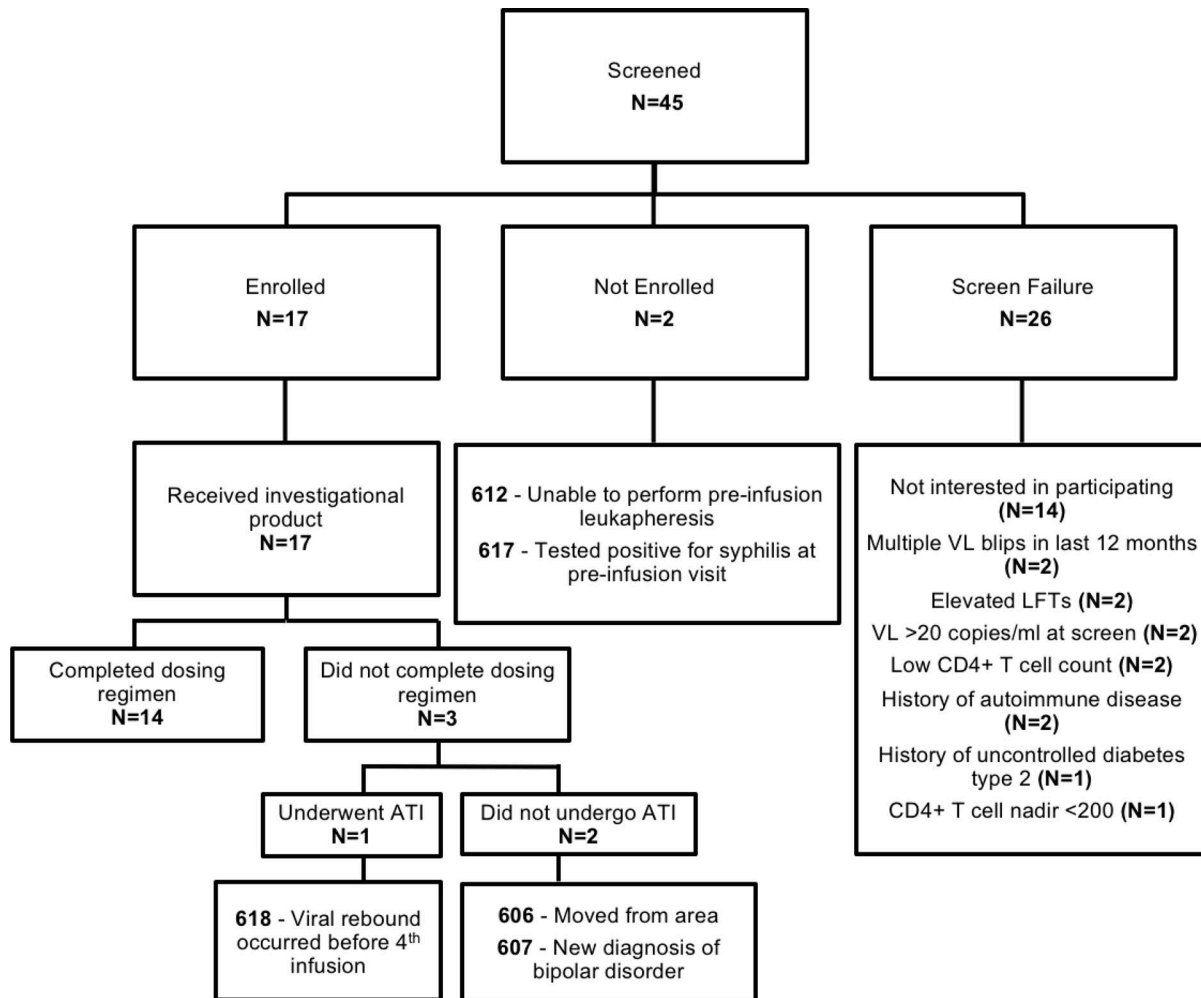 Screened
N=45
Enrolled
N=17
Not Enrolled
N=2
Screen Failure
N=26
Received investigational
product
N=17
612 - Unable to perform pre-infusion
leukapheresis
617 - Tested positive for syphilis at
pre-infusion visit
Not interested in participating
(N=14)
Multiple VL blips in last 12 months
(N=2)
Elevated LFTs (N=2)
VL >20 copies/ml at screen (N=2)
Low CD4+ T cell count (N=2)
History of autoimmune disease
(N=2)
History of uncontrolled diabetes
type 2 (N=1)
CD4+ T cell nadir <200 (N=1)
Completed dosing
regimen
N=14
Did not complete dosing
regimen
N=3
Underwent ATI
N=1
Did not undergo ATI
N=2
618 - Viral rebound
occurred before 4th
infusion
606 - Moved from area
607 - New diagnosis of
bipolar disorder